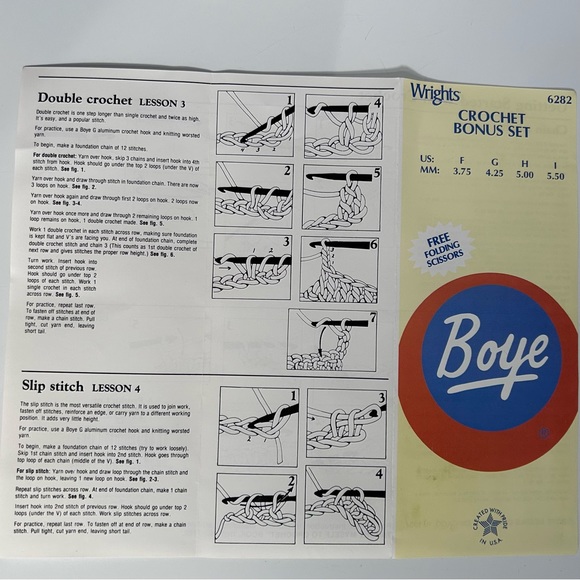 Double crochet LESSON 3
Double crochet is one step longer than single crochet and twice as high.
It's easy, and a popular stitch.
For practice, use a Boye G aluminum crochet hook and knitting worsted
yarn.
To begin, make a foundation chain of 12 stitches.
For double crochet: Yarn over hook, skip 3 chains and insert hook into 4th
stitch from hook. Hook should go under top 2 loops (under the V) of
each stitch. See fig. 1.
Yarn over hook and draw through stitch in foundation chain. There are now
3 loops on hook. See fig. 2.
Yarn over hook again and draw through first 2 loops on hook. 2 loops now
on hook. See fig. 3-4.
Yarn over hook once more and draw through 2 remaining loops on hook. 1
loop remains on hook, 1 double crochet made. See fig. 5.
Work 1 double crochet in each stitch across row, making sure foundation
is kept flat and V's are facing you. At end of foundation chain, complete
double crochet stitch and chain 3 (This counts as 1st double crochet of
next row and gives stitches the proper row height.) See fig. 6.
Turn work. Insert hook into
second stitch of previous row.
Hook should go under top 2
loops of each stitch. Work 1
single crochet in each stitch
across row. See fig. 5.
For practice, repeat last row.
To fasten off stitches at end of
row, make a chain stitch. Pull
tight, cut yarn end, leaving
short tail.
1
4 3 2 1
4
2
5
3
1 2
6
7
Slip stitch LESSON 4
The slip stitch is the most versatile crochet stitch. It is used to join work,
fasten off stitches, reinforce an edge, or carry yarn to a different working
position. It adds very little height.
For practice, use a Boye G aluminum crochet hook and knitting worsted
yarn.
To begin, make a foundation chain of 12 stitches (try to work loosely).
Skip 1st chain stitch and insert hook into 2nd stitch. Hook goes through
top loop of each chain (middle of the V). See fig. 1.
For slip stitch: Yarn over hook and draw loop through the chain stitch and
the loop on hook, leaving 1 new loop on hook. See fig. 2-3.
Repeat slip stitches across row. At end of foundation chain, make 1 chain
stitch and turn work. See fig. 4.
Insert hook into 2nd stitch of previous row. Hook should go under top 2
loops (under the V) of each stitch. Work slip stitches across row.
For practice, repeat last row. To fasten off at end of row, make a chain
stitch. Pull tight, cut yarn end, leaving short tail.
1
2
3
2
4
Wrights 6282
CROCHET
BONUS SET
US: F G H I
MM: 3.75 4.25 5.00 5.50
FREE
FOLDING
SCISSORS
Boye
®
CREATED WITH PRIDE
IN U.S.A.